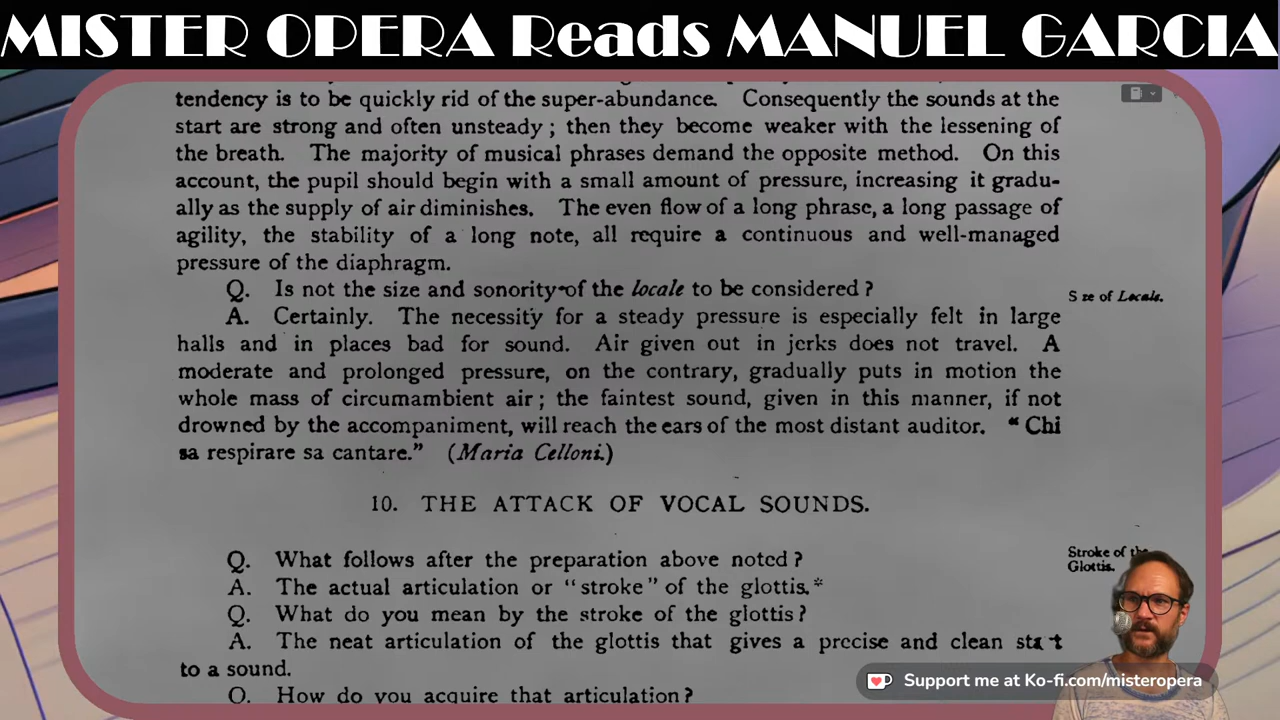 MISTER OPERA Reads MANUEL GARCIA
tendency is to be quickly rid of the super-abundance. Consequently the sounds at the
start are strong and often unsteady ; then they become weaker with the lessening of
the breath. The majority of musical phrases demand the opposite method. On this
account, the pupil should begin with a small amount of pressure, increasing it gradu-
ally as the supply of air diminishes. The even flow of a long phrase, a long passage of
agility, the stability of a long note, all require a continuous and well-managed
pressure of the diaphragm.
Q. Is not the size and sonority of the locale to be considered ?
S ze of Locale.
A. Certainly. The necessity for a steady pressure is especially felt in large
halls and in places bad for sound. Air given out in jerks does not travel. A
moderate and prolonged pressure, on the contrary, gradually puts in motion the
whole mass of circumambient air ; the faintest sound, given in this manner, if not
drowned by the accompaniment, will reach the ears of the most distant auditor. “ Chi
sa respirare sa cantare.” (Maria Celloni.)
10. THE ATTACK OF VOCAL SOUNDS.
Q. What follows after the preparation above noted ?
Stroke of the
Glottis.
A. The actual articulation or “ stroke ” of the glottis.*
Q. What do you mean by the stroke of the glottis ?
A. The neat articulation of the glottis that gives a precise and clean start
to a sound.
Q. How do you acquire that articulation ?
Support me at Ko-fi.com/misteropera